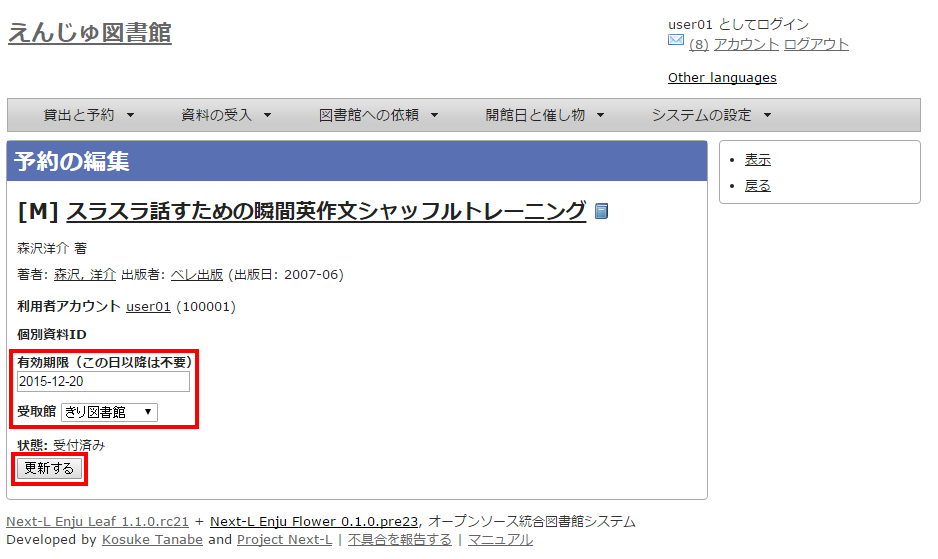 えんじゅ図書館
user01 としてログイン
(8) アカウント ログアウト
Other languages
貸出と予約 ▼ 資料の受入 ▼ 図書館への依頼 ▼ 開館日と催し物 ▼ システムの設定 ▼
予約の編集
[M] スラスラ話すための瞬間英作文シャッフルトレーニング
森沢洋介 著
著者: 森沢, 洋介 出版者: ベレ出版 (出版日: 2007-06)
利用者アカウント user01 (100001)
個別資料ID
有効期限（この日以降は不要）
2015-12-20
受取館 きり図書館 ▼
状態: 受付済み
更新する
• 表示
• 戻る
Next-L Enju Leaf 1.1.0.rc21 + Next-L Enju Flower 0.1.0.pre23, オープンソース統合図書館システム
Developed by Kosuke Tanabe and Project Next-L | 不具合を報告する | マニュアル